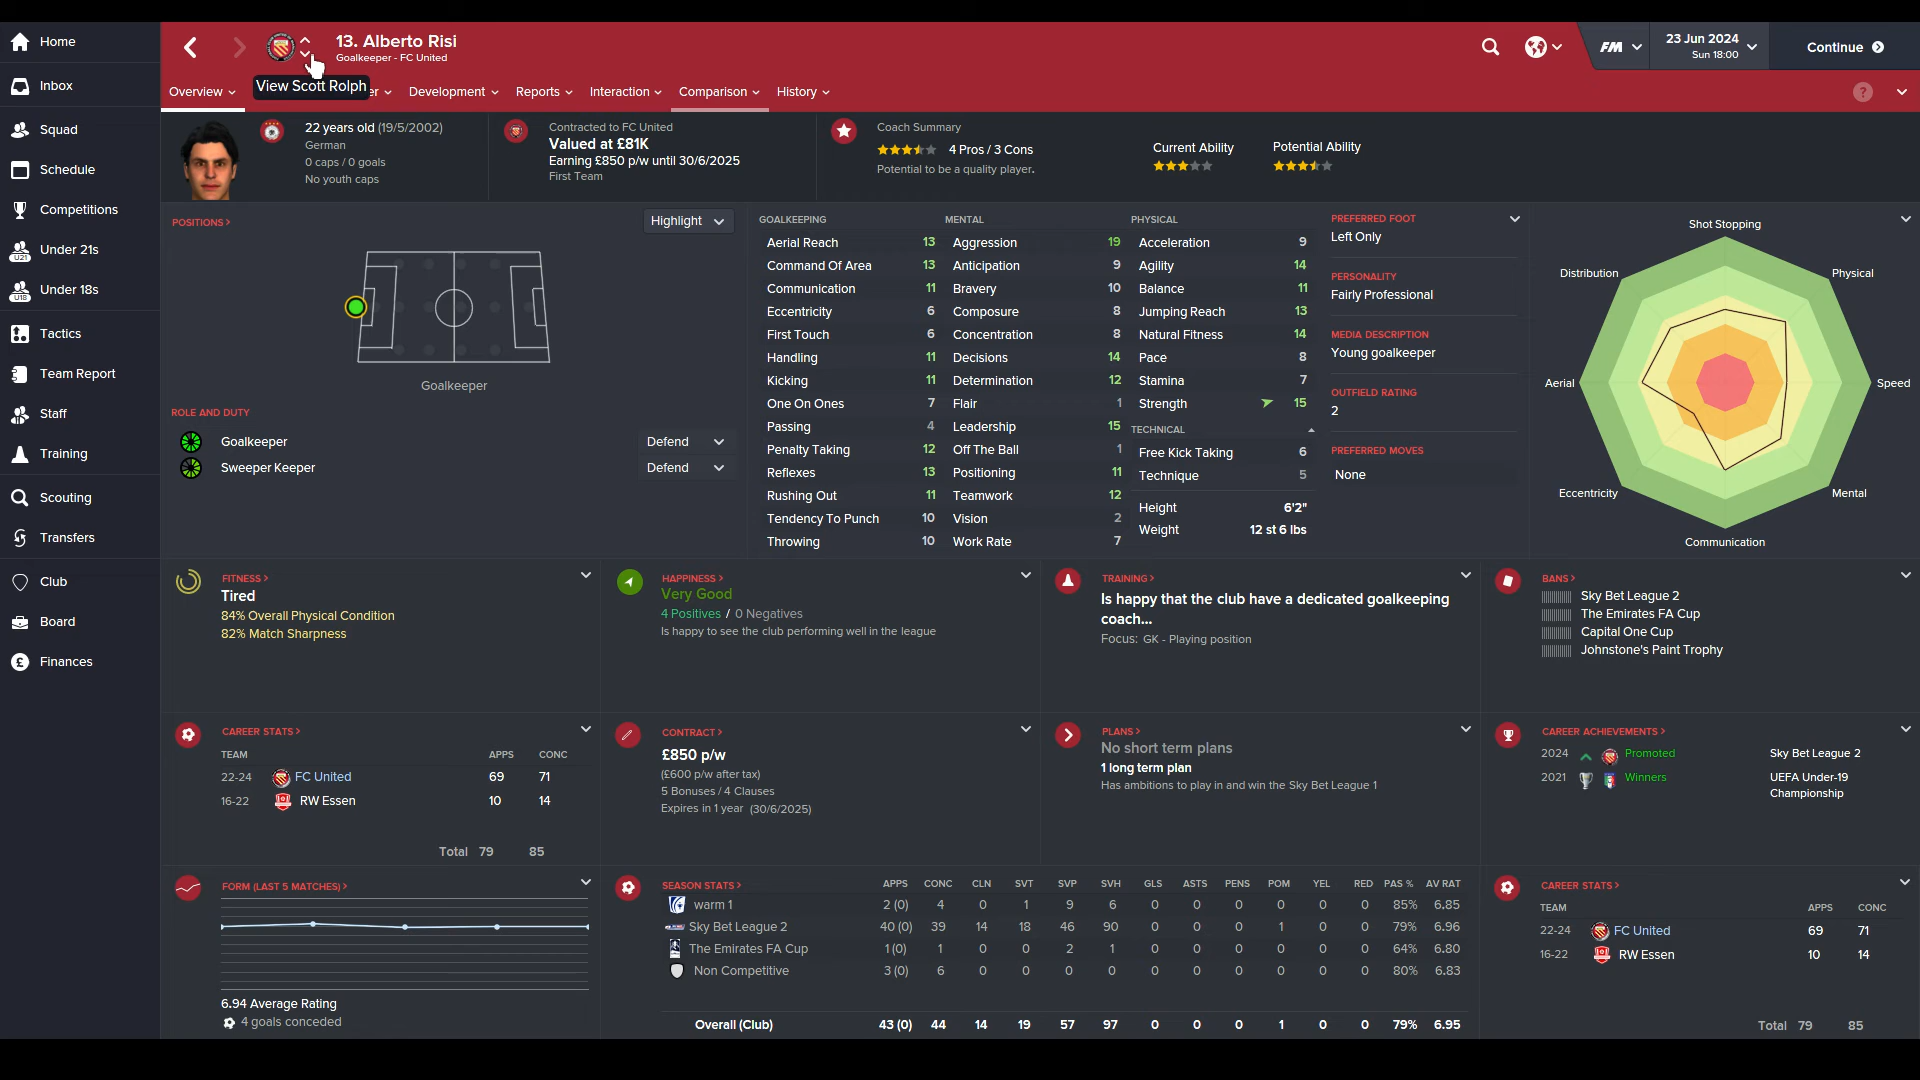 Home
Inbox
Squad
Schedule
Competitions
U21
Under 21s
U18
Under 18s
Tactics
Team Report
Staff
Training
Scouting
Transfers
Club
Board
Finances
13. Alberto Risi
Goalkeeper - FC United
FM
23 Jun 2024
Sun 18:00
Continue
View Scott Rolph
Overview
er
Development
Reports
Interaction
Comparison
History
?
22 years old (19/5/2002)
German
0 caps / 0 goals
No youth caps
Contracted to FC United
Valued at £81K
Earning £850 p/w until 30/6/2025
First Team
Coach Summary
4 Pros / 3 Cons
Potential to be a quality player.
Current Ability
Potential Ability
POSITIONS >
Highlight
Goalkeeper
ROLE AND DUTY
Goalkeeper Defend
Sweeper Keeper Defend
GOALKEEPING
Aerial Reach 13
Command Of Area 13
Communication 11
Eccentricity 6
First Touch 6
Handling 11
Kicking 11
One On Ones 7
Passing 4
Penalty Taking 12
Reflexes 13
Rushing Out 11
Tendency To Punch 10
Throwing 10
MENTAL
Aggression 19
Anticipation 9
Bravery 10
Composure 8
Concentration 8
Decisions 14
Determination 12
Flair 1
Leadership 15
Off The Ball 1
Positioning 11
Teamwork 12
Vision 2
Work Rate 7
PHYSICAL
Acceleration 9
Agility 14
Balance 11
Jumping Reach 13
Natural Fitness 14
Pace 8
Stamina 7
Strength 15
TECHNICAL
Free Kick Taking 6
Technique 5
Height 6'2"
Weight 12 st 6 lbs
PREFERRED FOOT
Left Only
PERSONALITY
Fairly Professional
MEDIA DESCRIPTION
Young goalkeeper
OUTFIELD RATING
2
PREFERRED MOVES
None
Shot Stopping
Distribution
Physical
Aerial
Speed
Eccentricity
Mental
Communication
FITNESS >
Tired
84% Overall Physical Condition
82% Match Sharpness
HAPPINESS >
Very Good
4 Positives / 0 Negatives
Is happy to see the club performing well in the league
TRAINING >
Is happy that the club have a dedicated goalkeeping
coach...
Focus: GK - Playing position
BANS >
Sky Bet League 2
The Emirates FA Cup
Capital One Cup
Johnstone's Paint Trophy
CAREER STATS >
TEAM APPS CONC
22-24 FC United 69 71
16-22 RW Essen 10 14
Total 79 85
CONTRACT >
£850 p/w
(£600 p/w after tax)
5 Bonuses / 4 Clauses
Expires in 1 year (30/6/2025)
PLANS >
No short term plans
1 long term plan
Has ambitions to play in and win the Sky Bet League 1
CAREER ACHIEVEMENTS >
2024 Promoted Sky Bet League 2
2021 Winners UEFA Under-19
Championship
FORM (LAST 5 MATCHES) >
6.94 Average Rating
4 goals conceded
SEASON STATS > APPS CONC CLN SVT SVP SVH GLS ASTS PENS POM YEL RED PAS % AV RAT
warm 1 2 (0) 4 0 1 9 6 0 0 0 0 0 0 85% 6.85
Sky Bet League 2 40 (0) 39 14 18 46 90 0 0 0 1 0 0 79% 6.96
The Emirates FA Cup 1 (0) 1 0 0 2 1 0 0 0 0 0 0 64% 6.80
Non Competitive 3 (0) 6 0 0 0 0 0 0 0 0 0 0 80% 6.83
Overall (Club) 43 (0) 44 14 19 57 97 0 0 0 1 0 0 79% 6.95
CAREER STATS >
TEAM APPS CONC
22-24 FC United 69 71
16-22 RW Essen 10 14
Total 79 85